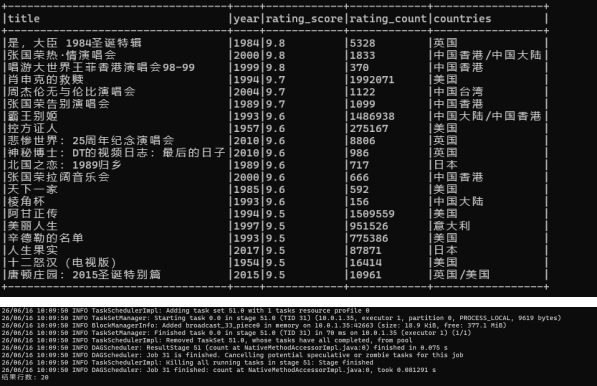 +------------------------------+----+------------+------------+-----------------+
|title |year|rating_score|rating_count|countries |
+------------------------------+----+------------+------------+-----------------+
|是，大臣 1984圣诞特辑 |1984|9.8 |5328 |英国 |
|张国荣热·情演唱会 |2000|9.8 |1833 |中国香港/中国大陆|
|唱游大世界王菲香港演唱会98-99 |1999|9.8 |370 |中国香港 |
|肖申克的救赎 |1994|9.7 |1992071 |美国 |
|周杰伦无与伦比演唱会 |2004|9.7 |1122 |中国台湾 |
|张国荣告别演唱会 |1989|9.7 |1099 |中国香港 |
|霸王别姬 |1993|9.6 |1486938 |中国大陆/中国香港|
|控方证人 |1957|9.6 |275167 |美国 |
|悲惨世界：25周年纪念演唱会 |2010|9.6 |8806 |英国 |
|神秘博士：DT的视频日志：最后的日子|2010|9.6 |986 |英国 |
|北国之恋：1989归乡 |1989|9.6 |717 |日本 |
|张国荣拉阔音乐会 |2000|9.6 |666 |中国香港 |
|天下一家 |1985|9.6 |592 |美国 |
|棱角杯 |1993|9.6 |156 |中国大陆 |
|阿甘正传 |1994|9.5 |1509559 |美国 |
|美丽人生 |1997|9.5 |951526 |意大利 |
|辛德勒的名单 |1993|9.5 |775386 |美国 |
|人生果实 |2017|9.5 |87871 |日本 |
|十二怒汉（电视版） |1954|9.5 |16414 |美国 |
|唐顿庄园：2015圣诞特别篇 |2015|9.5 |10961 |英国/美国 |
+------------------------------+----+------------+------------+-----------------+
26/06/16 10:09:50 INFO TaskSchedulerImpl: Adding task set 51.0 with 1 tasks resource profile 0
26/06/16 10:09:50 INFO TaskSetManager: Starting task 0.0 in stage 51.0 (TID 31) (10.0.1.35, executor 1, partition 0, PROCESS_LOCAL, 9619 bytes)
26/06/16 10:09:50 INFO BlockManagerInfo: Added broadcast_33_piece0 in memory on 10.0.1.35:42663 (size: 18.9 KiB, free: 377.1 MiB)
26/06/16 10:09:50 INFO TaskSetManager: Finished task 0.0 in stage 51.0 (TID 31) in 70 ms on 10.0.1.35 (executor 1) (1/1)
26/06/16 10:09:50 INFO TaskSchedulerImpl: Removed TaskSet 51.0, whose tasks have all completed, from pool
26/06/16 10:09:50 INFO DAGScheduler: ResultStage 51 (count at NativeMethodAccessorImpl.java:0) finished in 0.075 s
26/06/16 10:09:50 INFO DAGScheduler: Job 31 is finished. Cancelling potential speculative or zombie tasks for this job
26/06/16 10:09:50 INFO TaskSchedulerImpl: Killing all running tasks in stage 51: Stage finished
26/06/16 10:09:50 INFO DAGScheduler: Job 31 finished: count at NativeMethodAccessorImpl.java:0, took 0.081291 s
结果行数：20